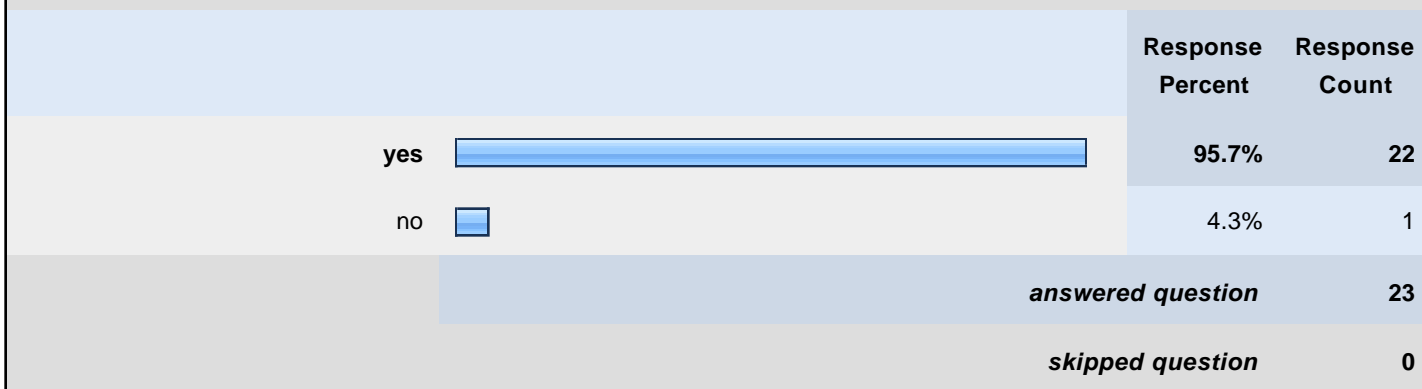 Response Response
Percent Count
yes 95.7% 22
no 4.3% 1
answered question 23
skipped question 0